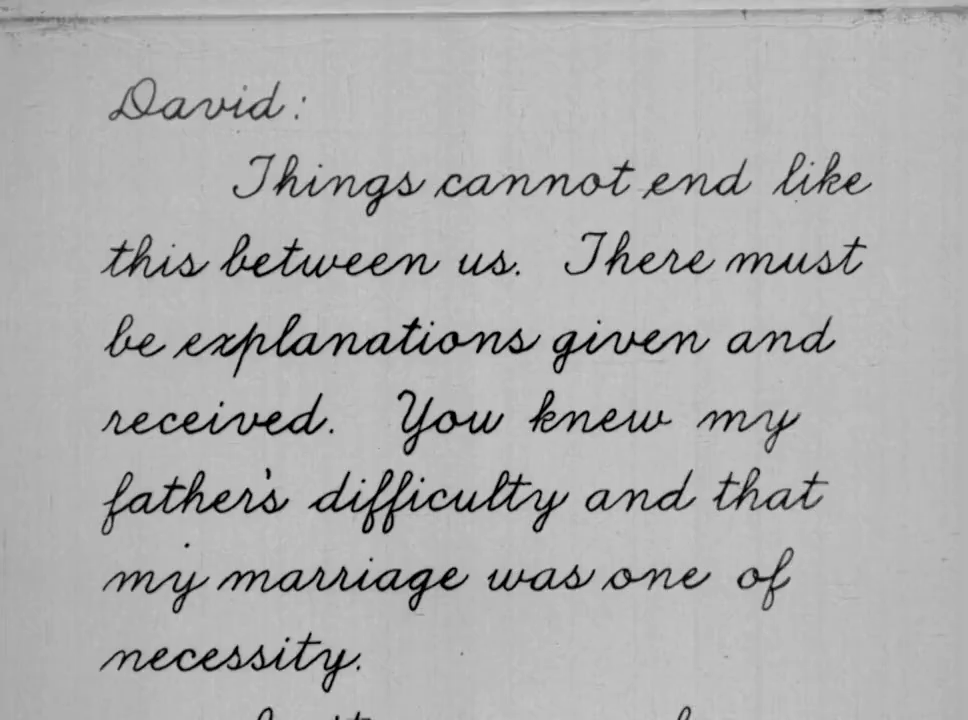 David:
Things cannot end like
this between us. There must
be explanations given and
received. You knew my
father's difficulty and that
my marriage was one of
necessity.